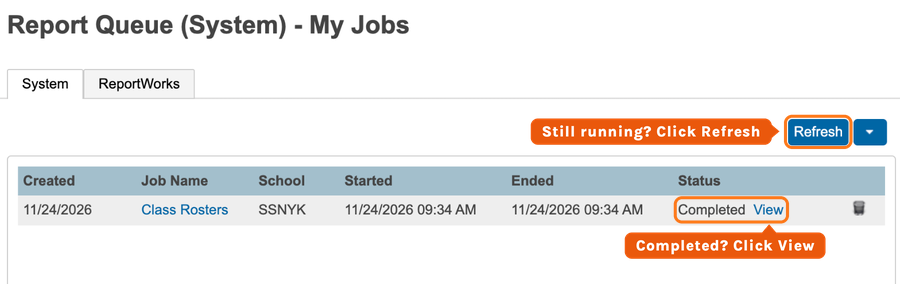 Report Queue (System) - My Jobs
System ReportWorks
Still running? Click Refresh Refresh
Created Job Name School Started Ended Status
11/24/2026 Class Rosters SSNYK 11/24/2026 09:34 AM 11/24/2026 09:34 AM Completed View
Completed? Click View